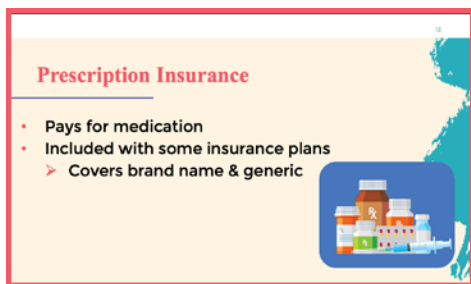 12
Prescription Insurance
• Pays for medication
• Included with some insurance plans
➢ Covers brand name & generic
Rx